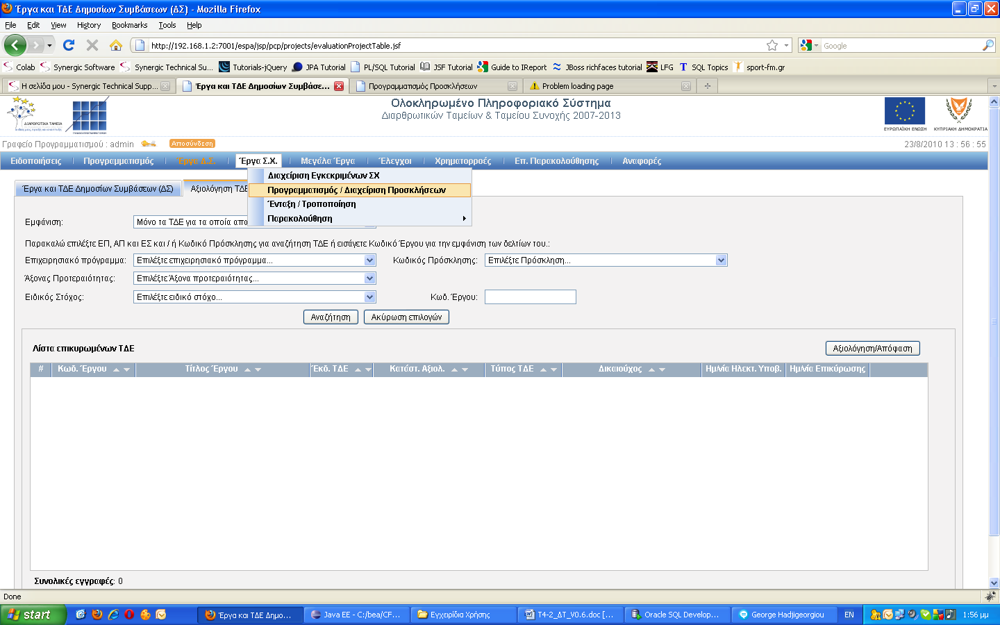 Έργα και ΤΔΕ Δημοσίων Συμβάσεων (ΔΣ) - Mozilla Firefox
File Edit View History Bookmarks Tools Help
http://192.168.1.2:7001/espa/jsp/pcp/projects/evaluationProjectTable.jsf
Google
Colab Synergic Software Synergic Technical Su... Tutorials-jQuery JPA Tutorial PL/SQL Tutorial JSF Tutorial Guide to IReport JBoss richfaces tutorial LFG SQL Topics sport-fm.gr
Η σελίδα μου - Synergic Technical Supp... Έργα και ΤΔΕ Δημοσίων Συμβάσε... Προγραμματισμός Προσκλήσεων Problem loading page
Ολοκληρωμένο Πληροφοριακό Σύστημα
Διαρθρωτικών Ταμείων & Ταμείου Συνοχής 2007-2013
ΔΙΑΡΘΡΩΤΙΚΑ ΤΑΜΕΙΑ
ΕΥΡΩΠΑΪΚΗ ΕΝΩΣΗ ΚΥΠΡΙΑΚΗ ΔΗΜΟΚΡΑΤΙΑ
Γραφείο Προγραμματισμού : admin Αποσύνδεση 23/8/2010 13 : 56 : 55
Ειδοποιήσεις Προγραμματισμός Έργα Δ.Σ. Έργα Σ.Χ. Μεγάλα Έργα Έλεγχοι Χρηματορροές Επ. Παρακολούθησης Αναφορές
Διαχείριση Εγκεκριμένων ΣΧ
Προγραμματισμός / Διαχείριση Προσκλήσεων
Ένταξη / Τροποποίηση
Παρακολούθηση
Έργα και ΤΔΕ Δημοσίων Συμβάσεων (ΔΣ) Αξιολόγηση ΤΔΕ
Εμφάνιση: Μόνο τα ΤΔΕ για τα οποία απα
Παρακαλώ επιλέξτε ΕΠ, ΑΠ και ΕΣ και / ή Κωδικό Πρόσκλησης για αναζήτηση ΤΔΕ ή εισάγετε Κωδικό Έργου για την εμφάνιση των δελτίων του.:
Επιχειρησιακό πρόγραμμα: Επιλέξτε επιχειρησιακό πρόγραμμα... Κωδικός Πρόσκλησης: Επιλέξτε Πρόσκληση...
Άξονας Προτεραιότητας: Επιλέξτε Άξονα προτεραιότητας...
Ειδικός Στόχος: Επιλέξτε ειδικό στόχο... Κωδ. Έργου:
Αναζήτηση Ακύρωση επιλογών
Λίστα επικυρωμένων ΤΔΕ Αξιολόγηση/Απόφαση
# Κωδ. Έργου Τίτλος Έργου Έκδ. ΤΔΕ Κατάστ. Αξιολ. Τύπος ΤΔΕ Δικαιούχος Ημ/νία Ηλεκτ. Υποβ. Ημ/νία Επικύρωσης
Συνολικές εγγραφές: 0
Done
start Έργα και ΤΔΕ Δημο... Java EE - C:/bea/CF... Εγχειρίδια Χρήσης T4-2_ΔΤ_V0.6.doc [... Oracle SQL Develop... George Hadjigeorgiou EN 1:56 μμ